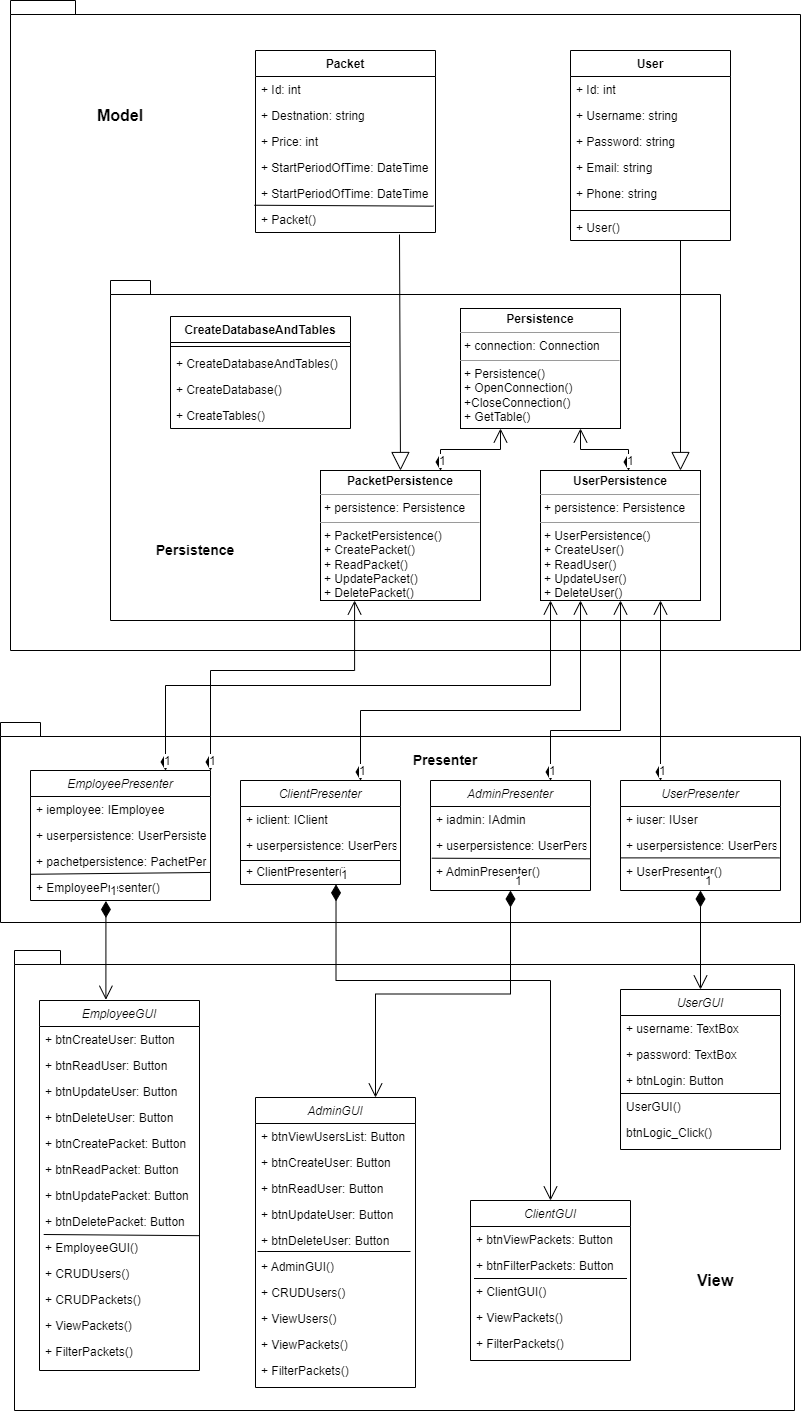 Model
Packet
+ Id: int
+ Destnation: string
+ Price: int
+ StartPeriodOfTime: DateTime
+ StartPeriodOfTime: DateTime
+ Packet()
User
+ Id: int
+ Username: string
+ Password: string
+ Email: string
+ Phone: string
+ User()
CreateDatabaseAndTables
+ CreateDatabaseAndTables()
+ CreateDatabase()
+ CreateTables()
Persistence
+ connection: Connection
+ Persistence()
+ OpenConnection()
+CloseConnection()
+ GetTable()
1
1
Persistence
PacketPersistence
+ persistence: Persistence
+ PacketPersistence()
+ CreatePacket()
+ ReadPacket()
+ UpdatePacket()
+ DeletePacket()
UserPersistence
+ persistence: Persistence
+ UserPersistence()
+ CreateUser()
+ ReadUser()
+ UpdateUser()
+ DeleteUser()
Presenter
1
1
1
1
1
EmployeePresenter
+ iemployee: IEmployee
+ userpersistence: UserPersiste
+ pachetpersistence: PachetPer
+ EmployeePresenter()
1
ClientPresenter
+ iclient: IClient
+ userpersistence: UserPers
+ ClientPresenter()
1
AdminPresenter
+ iadmin: IAdmin
+ userpersistence: UserPers
+ AdminPresenter()
1
UserPresenter
+ iuser: IUser
+ userpersistence: UserPers
+ UserPresenter()
1
EmployeeGUI
+ btnCreateUser: Button
+ btnReadUser: Button
+ btnUpdateUser: Button
+ btnDeleteUser: Button
+ btnCreatePacket: Button
+ btnReadPacket: Button
+ btnUpdatePacket: Button
+ btnDeletePacket: Button
+ EmployeeGUI()
+ CRUDUsers()
+ CRUDPackets()
+ ViewPackets()
+ FilterPackets()
AdminGUI
+ btnViewUsersList: Button
+ btnCreateUser: Button
+ btnReadUser: Button
+ btnUpdateUser: Button
+ btnDeleteUser: Button
+ AdminGUI()
+ CRUDUsers()
+ ViewUsers()
+ ViewPackets()
+ FilterPackets()
ClientGUI
+ btnViewPackets: Button
+ btnFilterPackets: Button
+ ClientGUI()
+ ViewPackets()
+ FilterPackets()
UserGUI
+ username: TextBox
+ password: TextBox
+ btnLogin: Button
UserGUI()
btnLogic_Click()
View